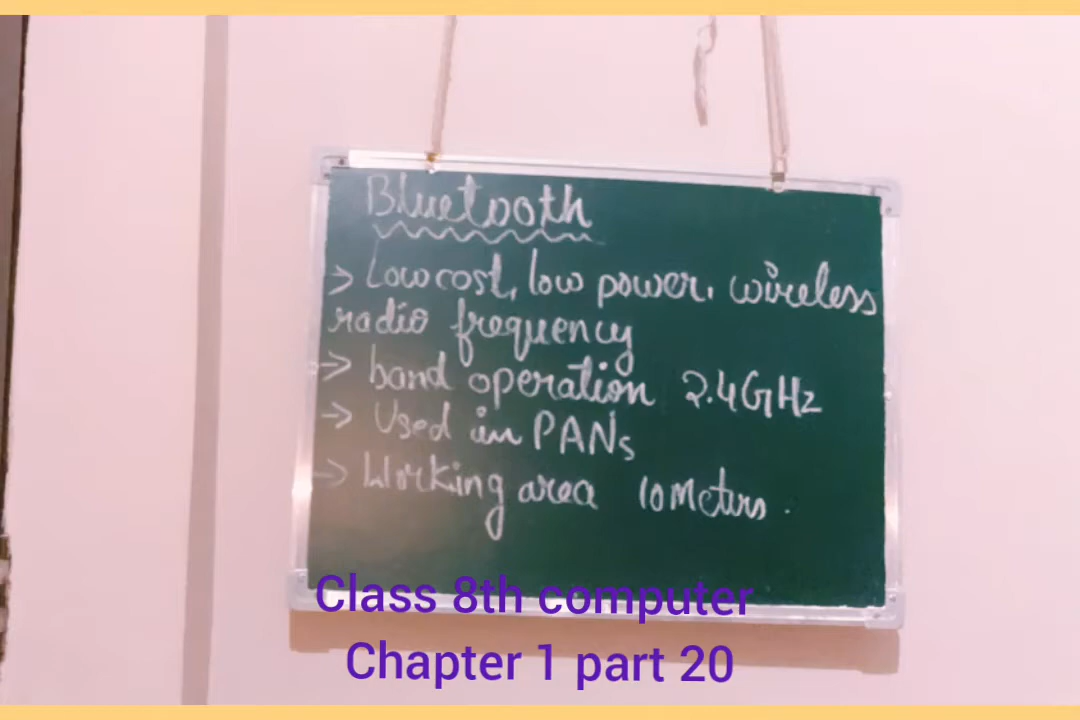 Bluetooth
→ Low cost, low power, wireless
radio frequency
→ band operation 2.4GHz
→ Used in PANs
→ Working area 10 Meters.
Class 8th computer
Chapter 1 part 20